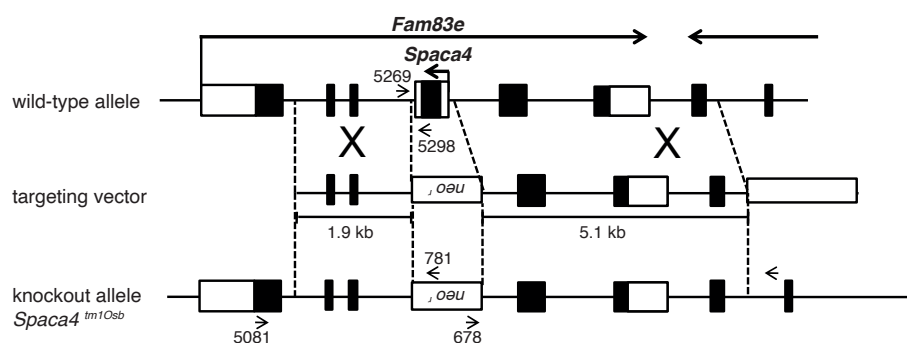 Fam83e
Spaca4
5269
wild-type allele
5298
X X
targeting vector
neo r
1.9 kb 5.1 kb
781
knockout allele
neo r
Spaca4 tm1Osb
5081 678